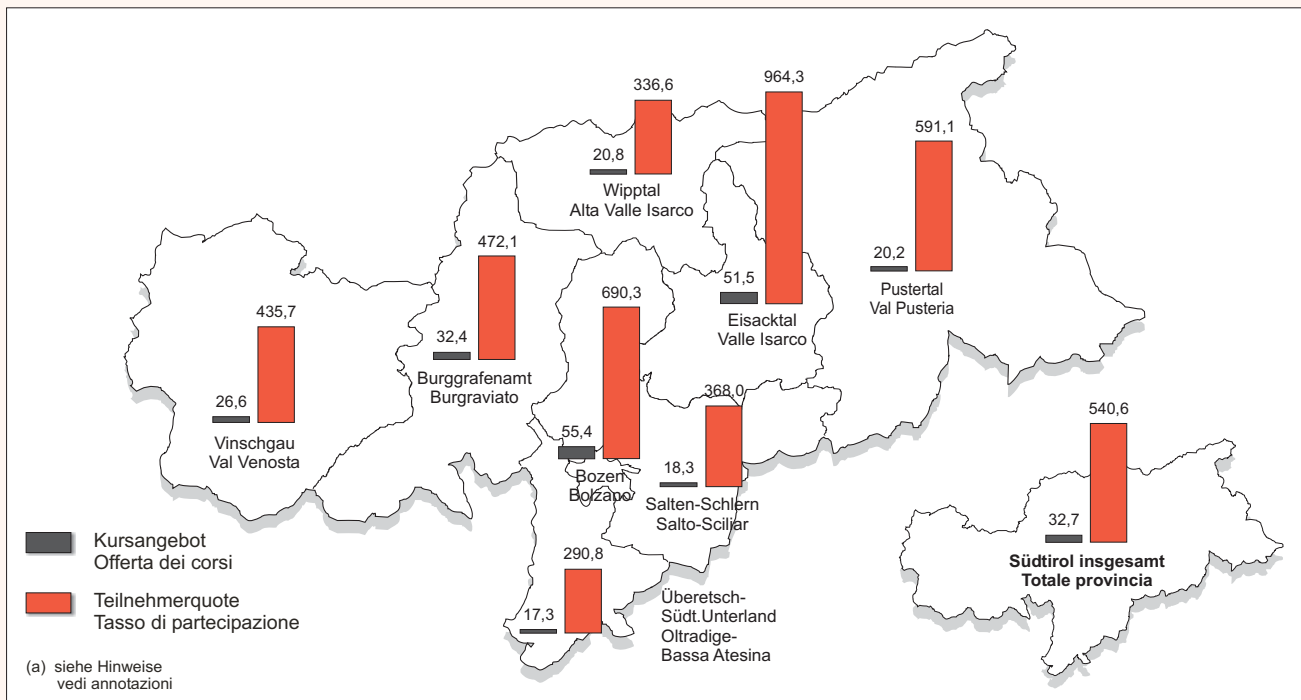 336,6
20,8
Wipptal
Alta Valle Isarco
964,3
51,5
Eisacktal
Valle Isarco
591,1
20,2
Pustertal
Val Pusteria
472,1
32,4
Burggrafenamt
Burgraviato
435,7
26,6
Vinschgau
Val Venosta
690,3
55,4
Bozen
Bolzano
368,0
18,3
Salten-Schlern
Salto-Sciliar
290,8
17,3
Überetsch-
Südt.Unterland
Oltradige-
Bassa Atesina
540,6
32,7
Südtirol insgesamt
Totale provincia
Kursangebot
Offerta dei corsi
Teilnehmerquote
Tasso di partecipazione
(a) siehe Hinweise
vedi annotazioni